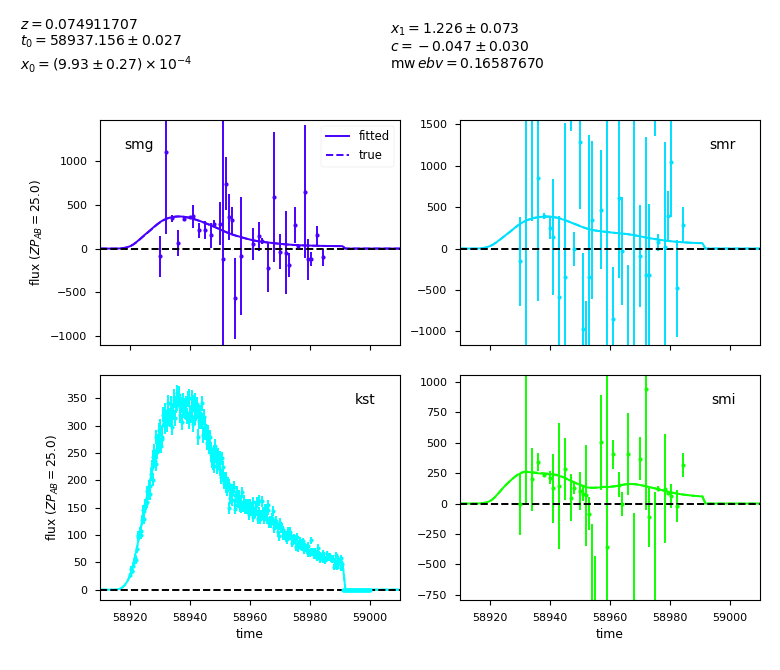 z = 0.074911707
t₀ = 58937.156 ± 0.027
x₀ = (9.93 ± 0.27) × 10⁻⁴
x₁ = 1.226 ± 0.073
c = −0.047 ± 0.030
mw ebv = 0.16587670
smg
fitted
true
1000
500
0
−500
−1000
flux (ZP_AB = 25.0)
smr
1500
1000
500
0
−500
−1000
kst
350
300
250
200
150
100
50
0
flux (ZP_AB = 25.0)
58920 58940 58960 58980 59000
time
smi
1000
750
500
250
0
−250
−500
−750
58920 58940 58960 58980 59000
time